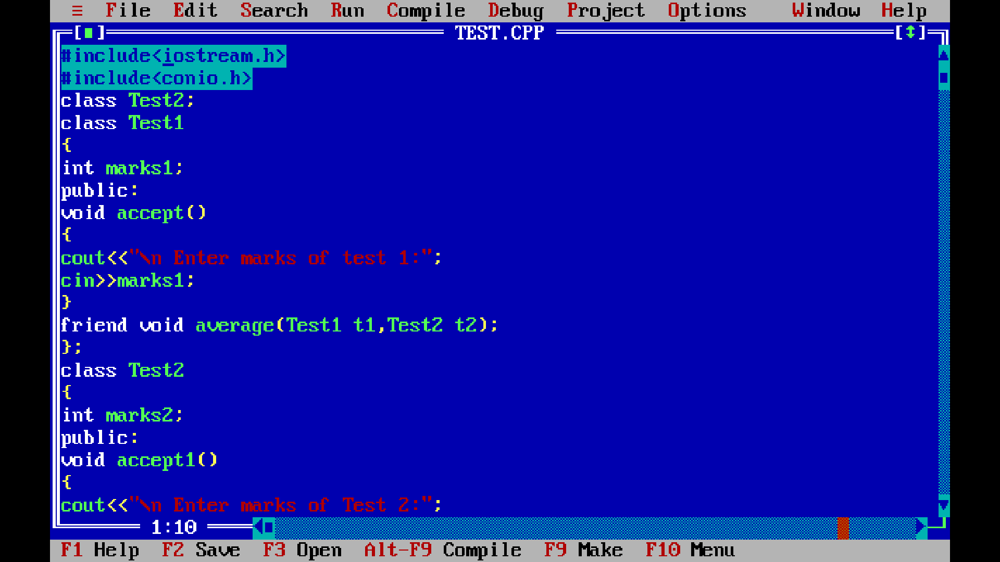 ≡ File Edit Search Run Compile Debug Project Options Window Help
[■] TEST.CPP [↕]
#include<iostream.h>
#include<conio.h>
class Test2;
class Test1
{
int marks1;
public:
void accept()
{
cout<<"\n Enter marks of test 1:";
cin>>marks1;
}
friend void average(Test1 t1,Test2 t2);
};
class Test2
{
int marks2;
public:
void accept1()
{
cout<<"\n Enter marks of Test 2:";
1:10
F1 Help F2 Save F3 Open Alt-F9 Compile F9 Make F10 Menu